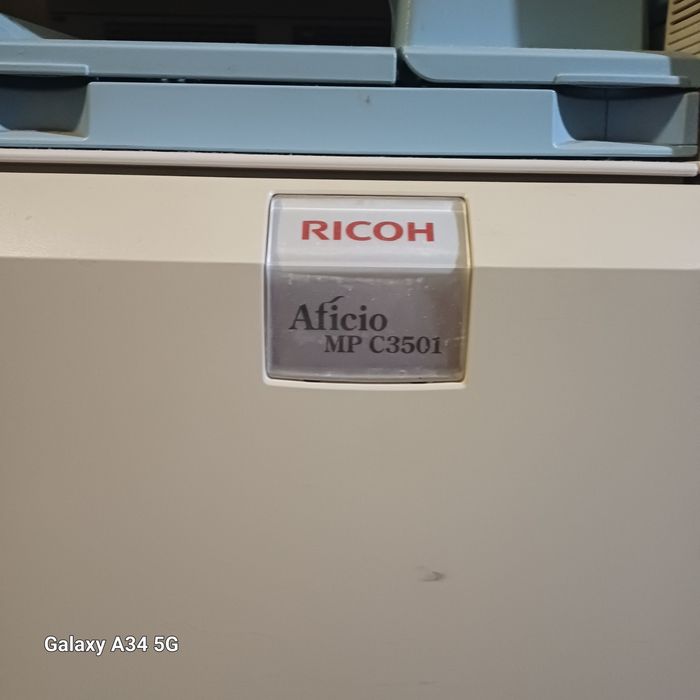 RICOH
Aficio
MP C3501
Galaxy A34 5G